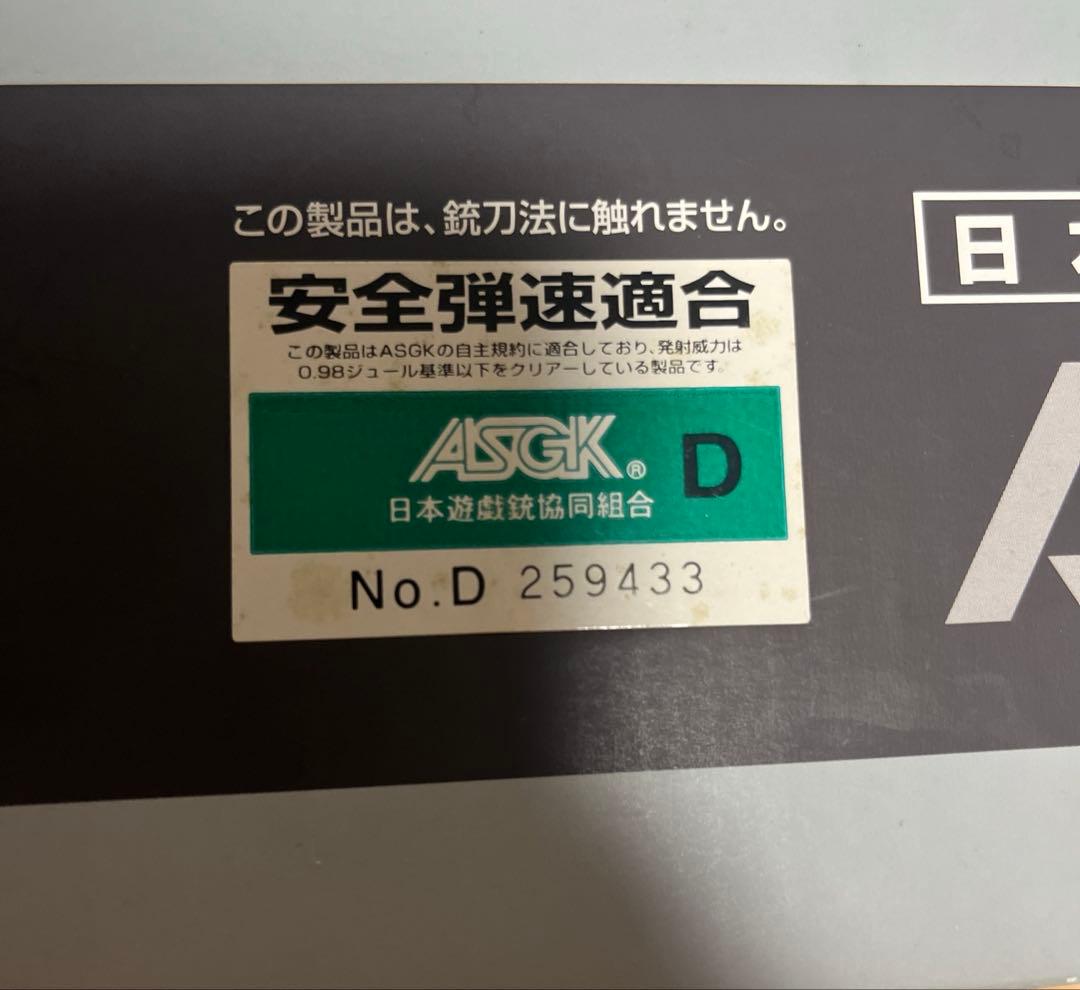 この製品は、銃刀法に触れません。
安全弾速適合
この製品はASGKの自主規約に適合しており、発射威力は
0.98ジュール基準以下をクリアーしている製品です。
ASGK® D
日本遊戯銃協同組合
No.D 259433
日
A